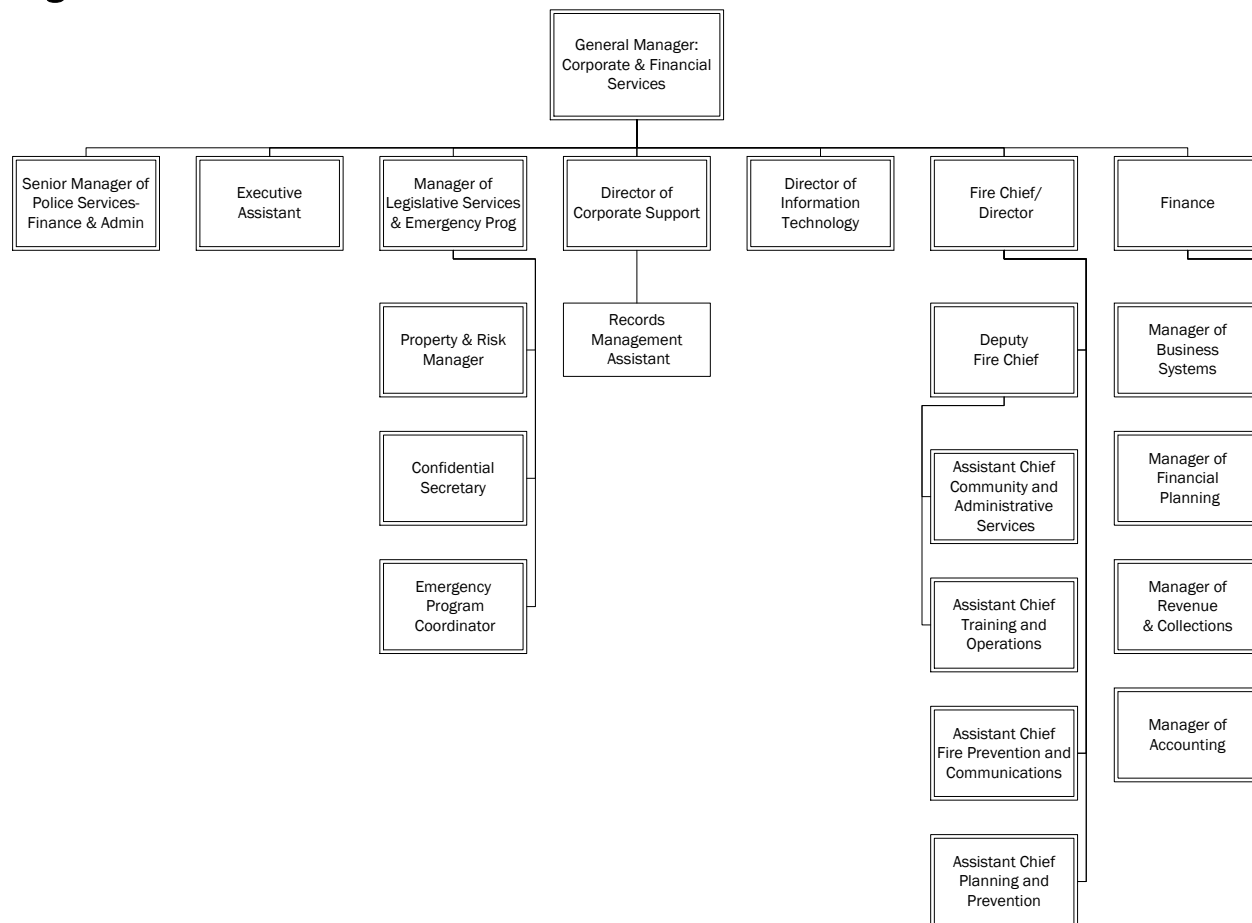 General Manager:
Corporate & Financial
Services
Senior Manager of
Police Services-
Finance & Admin
Executive
Assistant
Manager of
Legislative Services
& Emergency Prog
Director of
Corporate Support
Director of
Information
Technology
Fire Chief/
Director
Finance
Property & Risk
Manager
Records
Management
Assistant
Deputy
Fire Chief
Manager of
Business
Systems
Confidential
Secretary
Assistant Chief
Community and
Administrative
Services
Manager of
Financial
Planning
Emergency
Program
Coordinator
Assistant Chief
Training and
Operations
Manager of
Revenue
& Collections
Assistant Chief
Fire Prevention and
Communications
Manager of
Accounting
Assistant Chief
Planning and
Prevention